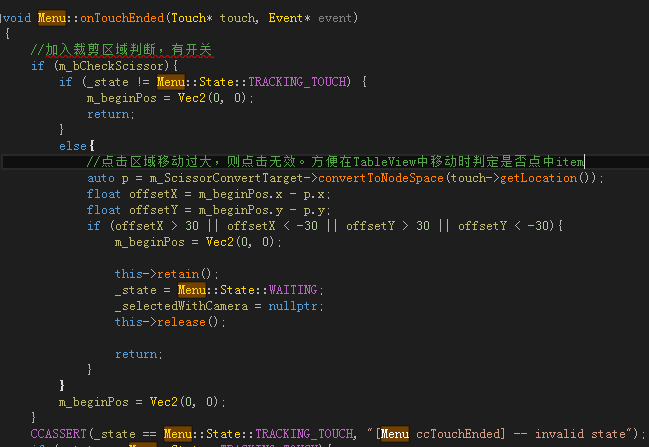 void Menu::onTouchEnded(Touch* touch, Event* event)
{
//加入裁剪区域判断，有开关
if (m_bCheckScissor){
if (_state != Menu::State::TRACKING_TOUCH) {
m_beginPos = Vec2(0, 0);
return;
}
else{
//点击区域移动过大，则点击无效。方便在TableView中移动时判定是否点中item
auto p = m_ScissorConvertTarget->convertToNodeSpace(touch->getLocation());
float offsetX = m_beginPos.x - p.x;
float offsetY = m_beginPos.y - p.y;
if (offsetX > 30 || offsetX < -30 || offsetY > 30 || offsetY < -30){
m_beginPos = Vec2(0, 0);
this->retain();
_state = Menu::State::WAITING;
_selectedWithCamera = nullptr;
this->release();
return;
}
}
m_beginPos = Vec2(0, 0);
}
CCASSERT(_state == Menu::State::TRACKING_TOUCH, "[Menu ccTouchEnded] -- invalid state");